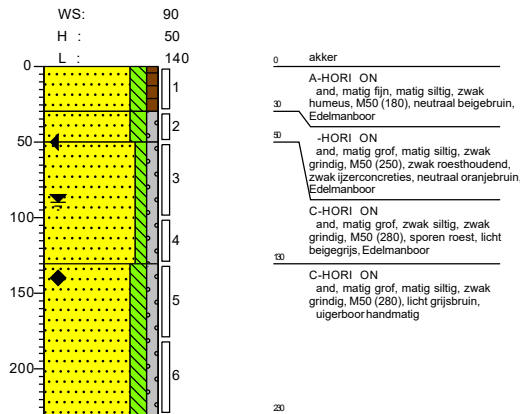 WS: 90
H : 50
L : 140
0
50
100
150
200
1
2
3
4
5
6
0 akker
A-HORI ON
and, matig fijn, matig siltig, zwak
humeus, M50 (180), neutraal beigebruin,
Edelmanboor
30
50
-HORI ON
and, matig grof, matig siltig, zwak
grindig, M50 (250), zwak roesthoudend,
zwak ijzerconcreties, neutraal oranjebruin,
Edelmanboor
C-HORI ON
and, matig grof, zwak siltig, zwak
grindig, M50 (280), sporen roest, licht
beigegrijs, Edelmanboor
130
C-HORI ON
and, matig grof, matig siltig, zwak
grindig, M50 (280), licht grijsbruin,
uigerboor handmatig
230